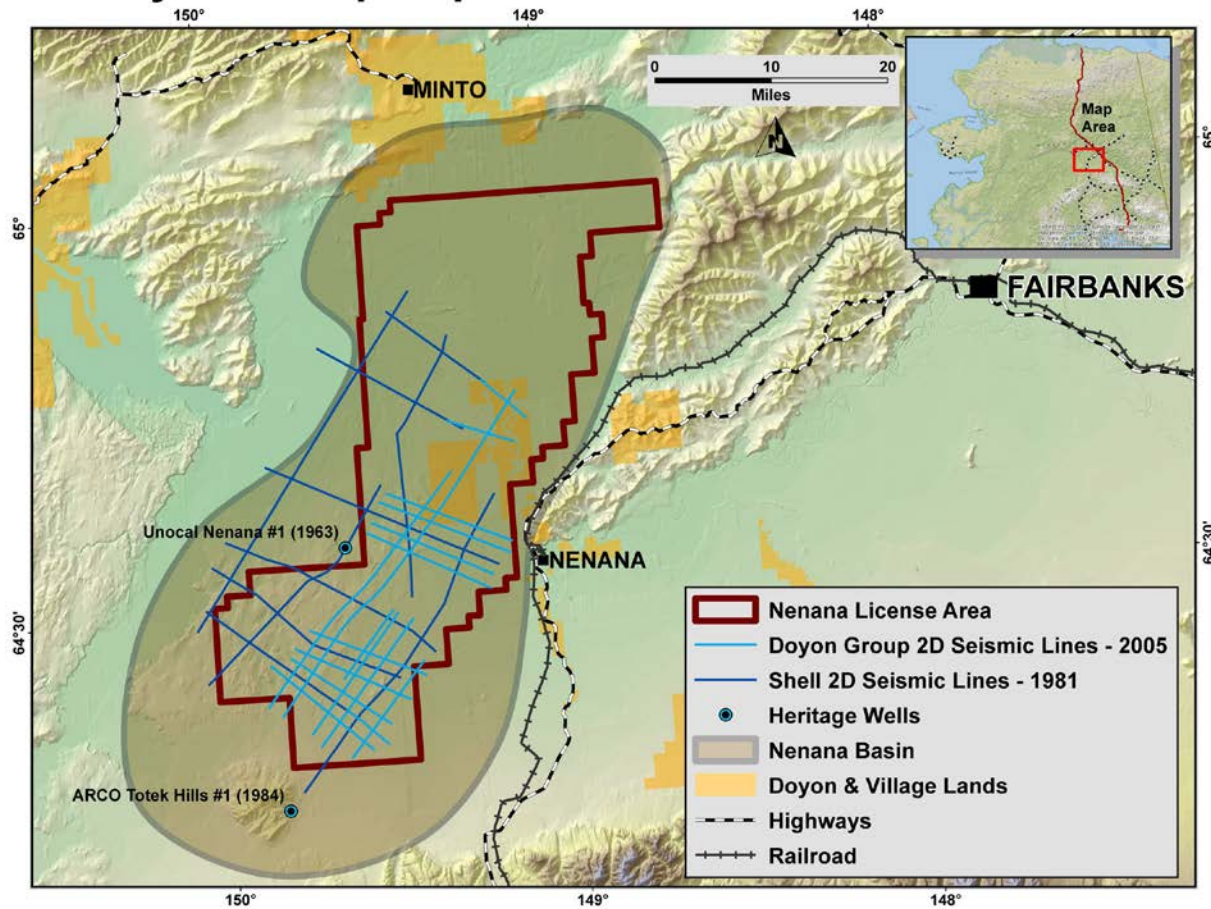 150°
149°
148°
0
10
20
Miles
MINTO
N
Map
Area
65°
65°
FAIRBANKS
Unocal Nenana #1 (1963)
NENANA
64°30'
64°30'
Nenana License Area
Doyon Group 2D Seismic Lines - 2005
Shell 2D Seismic Lines - 1981
Heritage Wells
Nenana Basin
Doyon & Village Lands
Highways
Railroad
ARCO Totek Hills #1 (1984)
150°
149°
148°